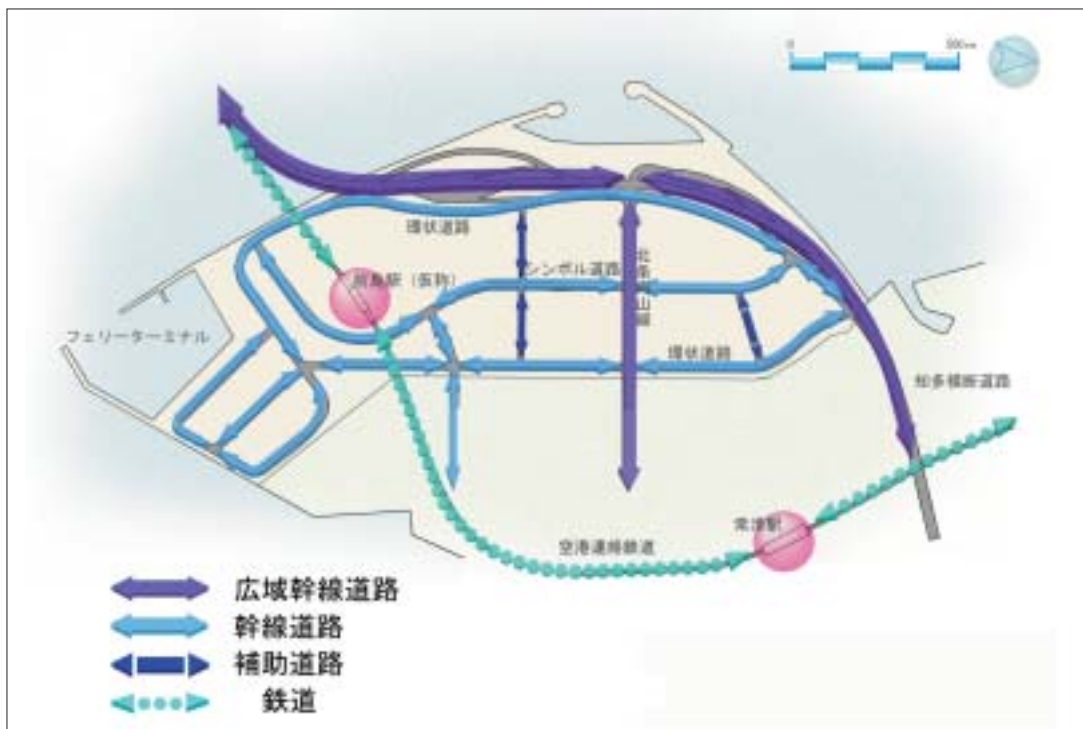 0
環状道路
シンボル道路
前島駅（仮称）
フェリーターミナル
環状道路
知多横断道路
常滑駅
空港連絡鉄道
広域幹線道路
幹線道路
補助道路
鉄道